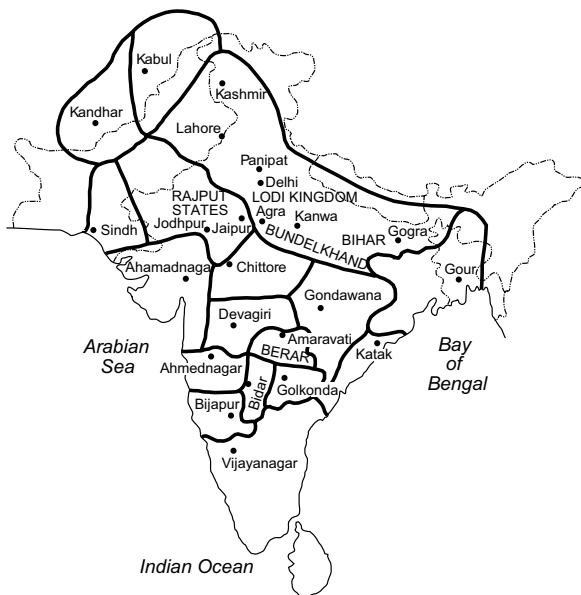 Kabul
Kashmir
Kandhar
Lahore
Panipat
Delhi
RAJPUT
STATES
LODI KINGDOM
Agra
Kanwa
Sindh
Jodhpur
Jaipur
BUNDELKHAND
BIHAR
Gogra
Ahamadnaga
Chittore
Gour
Gondawana
Devagiri
Arabian
Sea
Amaravati
BERAR
Katak
Bay
of
Bengal
Ahmednagar
Bidar
Golkonda
Bijapur
Vijayanagar
Indian Ocean